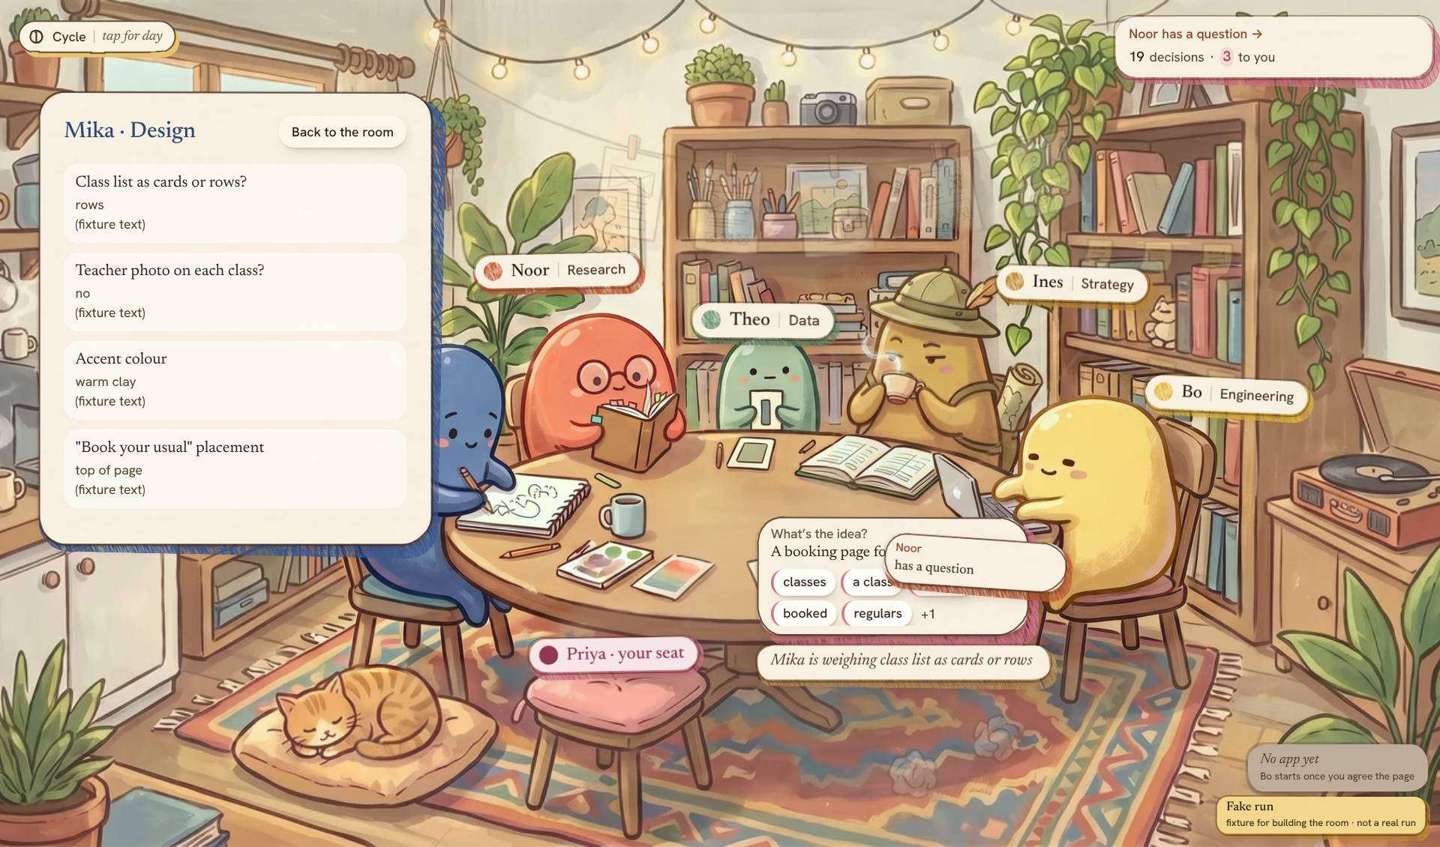 Cycle | tap for day
Noor has a question →
19 decisions · 3 to you
Mika · Design
Back to the room
Class list as cards or rows?
rows
(fixture text)
Teacher photo on each class?
no
(fixture text)
Accent colour
warm clay
(fixture text)
"Book your usual" placement
top of page
(fixture text)
Noor | Research
Theo | Data
Ines | Strategy
Bo | Engineering
What's the idea?
A booking page
Noor
has a question
classes
booked
regulars
+1
Mika is weighing class list as cards or rows
Priya · your seat
No app yet
Bo starts once you agree the page
Fake run
fixture for building the room · not a real run